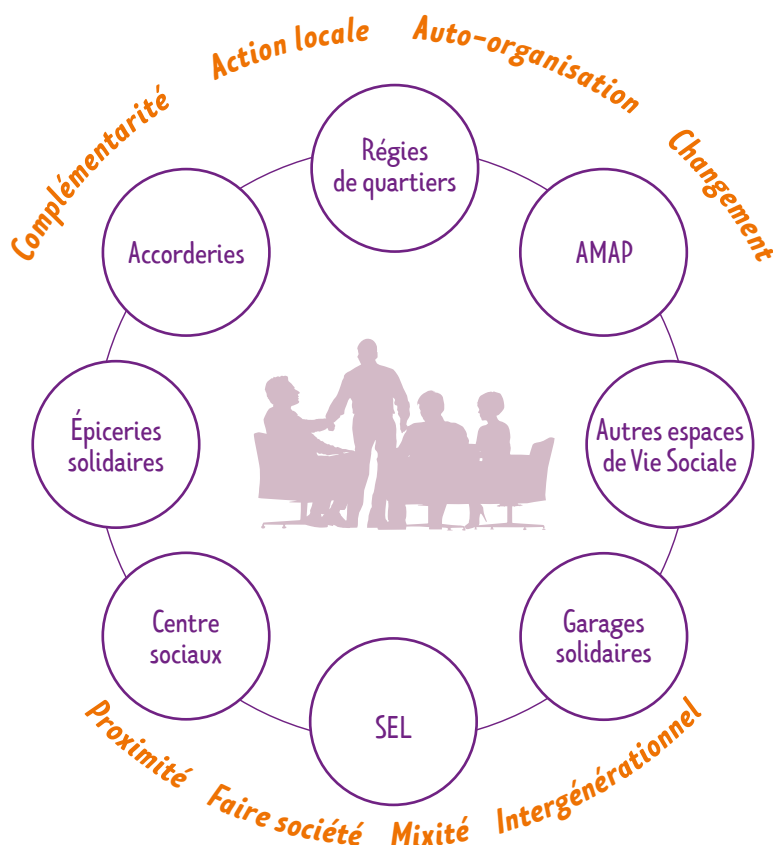 Complémentarité
Action locale
Auto-organisation
Changement
Régies
de quartiers
Accorderies
AMAP
Épiceries
solidaires
Autres espaces
de Vie Sociale
Centre
sociaux
Garages
solidaires
SEL
Proximité
Faire société
Mixité
Intergénérationnel